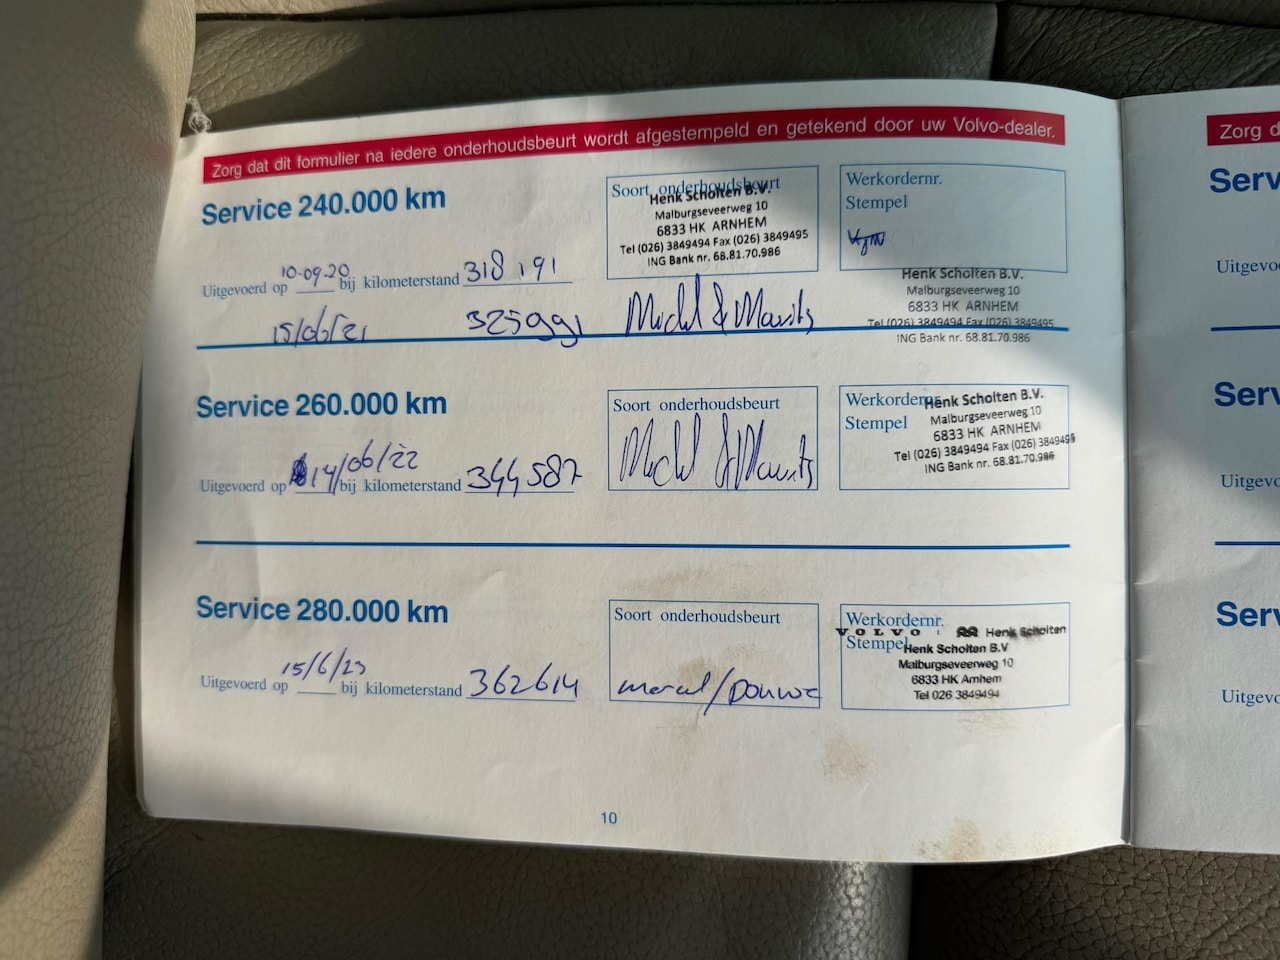 Zorg dat dit formulier na iedere onderhoudsbeurt wordt afgestempeld en getekend door uw Volvo-dealer.
Service 240.000 km
Soort onderhoudsbeurt
Henk Scholten B.V.
Malburgseveerweg 10
6833 HK ARNHEM
Tel (026) 3849494 Fax (026) 3849495
ING Bank nr. 68.81.70.986
Werkordernr.
Stempel
Uitgevoerd op 10-09-20 bij kilometerstand 318191
15/06/21 325991
Henk Scholten B.V.
Malburgseveerweg 10
6833 HK ARNHEM
Tel (026) 3849494 Fax (026) 3849495
ING Bank nr. 68.81.70.986
Service 260.000 km
Soort onderhoudsbeurt
Werkordernr.
Stempel
Henk Scholten B.V.
Malburgseveerweg 10
6833 HK ARNHEM
Tel (026) 3849494 Fax (026) 3849495
ING Bank nr. 68.81.70.986
Uitgevoerd op 14/06/22 bij kilometerstand 344587
Service 280.000 km
Soort onderhoudsbeurt
Werkordernr.
Stempel
VOLVO Henk Scholten
Henk Scholten B.V
Malburgseveerweg 10
6833 HK Arnhem
Tel 026 3849494
Uitgevoerd op 15/6/23 bij kilometerstand 362614
marcel/Douwe
10
Zorg d
Serv
Uitgevo
Serv
Uitgevo
Serv
Uitgevo